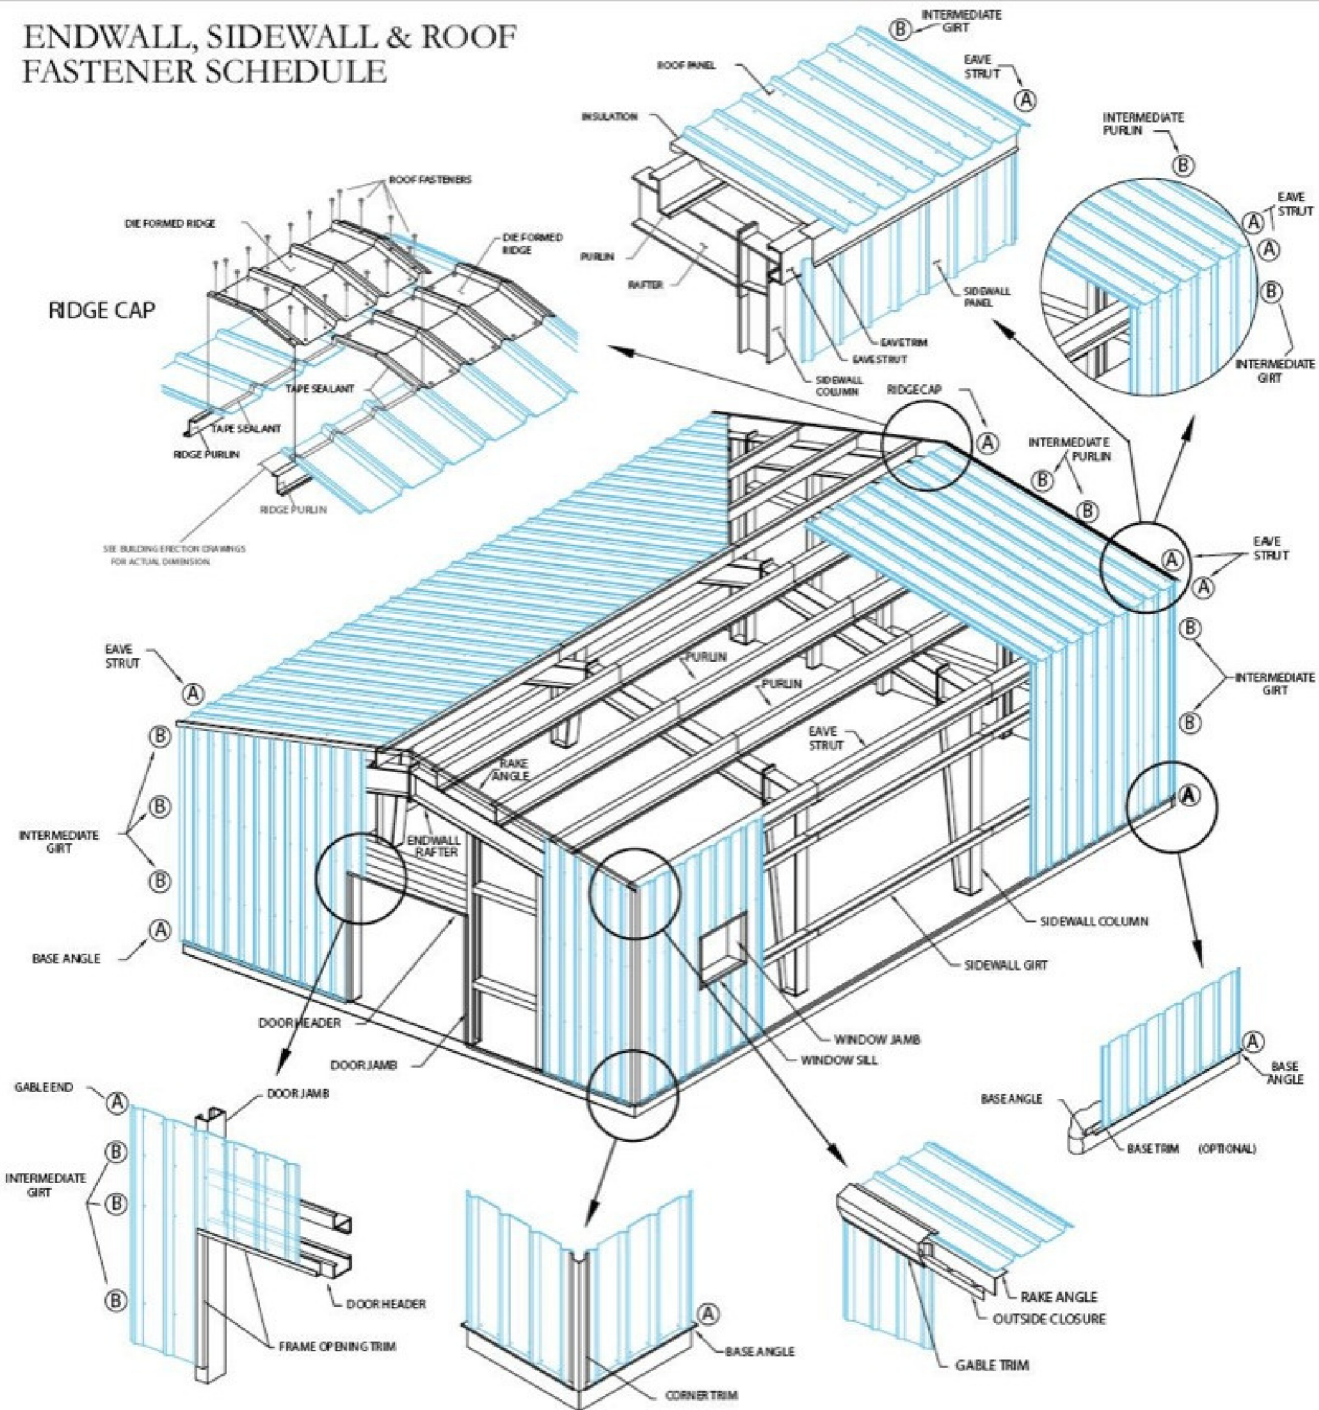 ENDWALL, SIDEWALL & ROOF
FASTENER SCHEDULE
B
INTERMEDIATE
GIRT
EAVE
STRUT
A
ROOF PANEL
INSULATION
PURLIN
RAFTER
SIDEWALL
PANEL
EAVE TRIM
EAVE STRUT
SIDEWALL
COLUMN
INTERMEDIATE
PURLIN
B
EAVE
STRUT
A
A
B
INTERMEDIATE
GIRT
ROOF FASTENERS
DIE FORMED RIDGE
DIE FORMED
RIDGE
RIDGE CAP
TAPE SEALANT
TAPE SEALANT
RIDGE PURLIN
RIDGE PURLIN
SEE BUILDING ERECTION DRAWINGS
FOR ACTUAL DIMENSION
RIDGE CAP
A
INTERMEDIATE
PURLIN
B
B
EAVE
STRUT
A
A
B
INTERMEDIATE
GIRT
B
A
EAVE
STRUT
A
B
B
INTERMEDIATE
GIRT
B
A
BASE ANGLE
PURLIN
PURLIN
EAVE
STRUT
RAKE
ANGLE
ENDWALL
RAFTER
SIDEWALL COLUMN
SIDEWALL GIRT
WINDOW JAMB
WINDOW SILL
DOOR HEADER
DOOR JAMB
GABLE END
A
DOOR JAMB
B
INTERMEDIATE
GIRT
B
B
DOOR HEADER
FRAME OPENING TRIM
A
BASE ANGLE
CORNER TRIM
RAKE ANGLE
OUTSIDE CLOSURE
GABLE TRIM
A
BASE
ANGLE
BASE ANGLE
BASE TRIM (OPTIONAL)